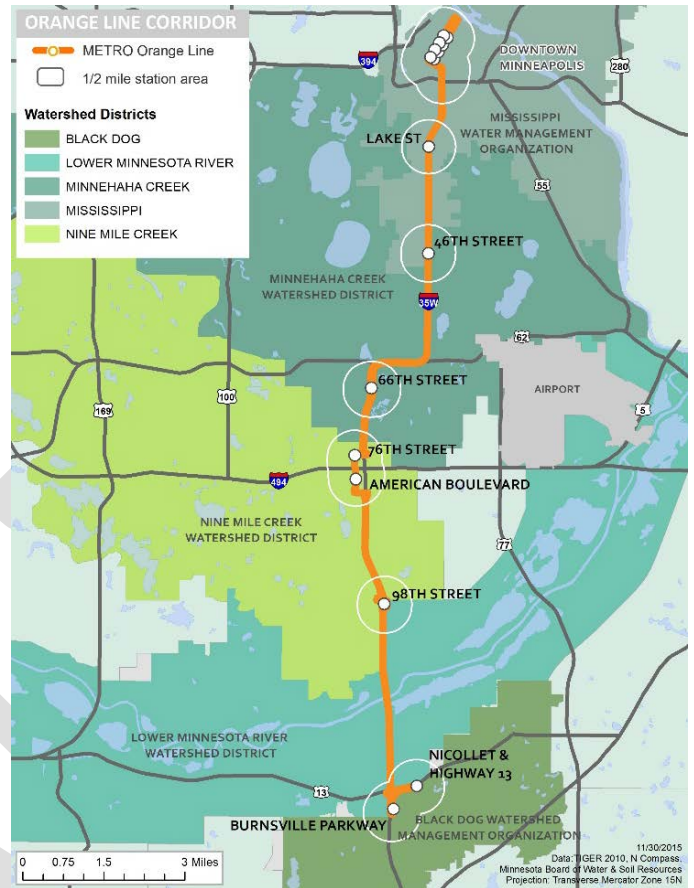 ORANGE LINE CORRIDOR
METRO Orange Line
1/2 mile station area
Watershed Districts
BLACK DOG
LOWER MINNESOTA RIVER
MINNEHAHA CREEK
MISSISSIPPI
NINE MILE CREEK
394
DOWNTOWN
MINNEAPOLIS
280
MISSISSIPPI
WATER MANAGEMENT
ORGANIZATION
LAKE ST
55
46TH STREET
MINNEHAHA CREEK
WATERSHED DISTRICT
35W
62
66TH STREET
AIRPORT
169
100
5
76TH STREET
494
AMERICAN BOULEVARD
NINE MILE CREEK
WATERSHED DISTRICT
77
98TH STREET
LOWER MINNESOTA RIVER
WATERSHED DISTRICT
NICOLLET &
HIGHWAY 13
13
BURNSVILLE PARKWAY
BLACK DOG WATERSHED
MANAGEMENT ORGANIZATION
0 0.75 1.5 3 Miles
11/30/2015
Data: TIGER 2010, N Compass,
Minnesota Board of Water & Soil Resources
Projection: Transverse Mercator Zone 15N